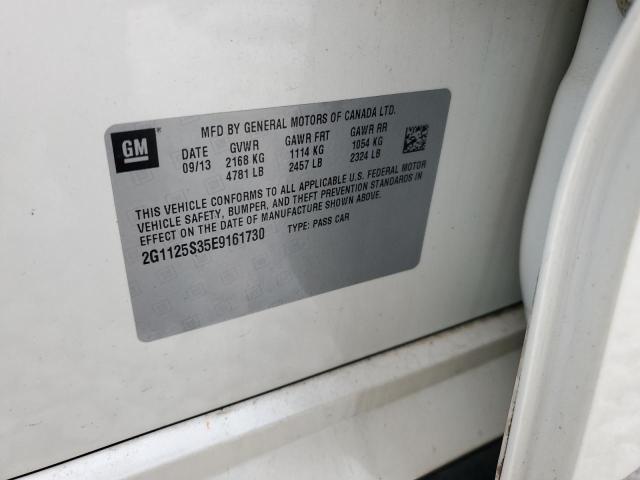 MFD BY GENERAL MOTORS OF CANADA LTD.
GM
DATE GVWR GAWR FRT GAWR RR
09/13 2168 KG 1114 KG 1054 KG
4781 LB 2457 LB 2324 LB
THIS VEHICLE CONFORMS TO ALL APPLICABLE U.S. FEDERAL MOTOR
VEHICLE SAFETY, BUMPER, AND THEFT PREVENTION STANDARDS IN
EFFECT ON THE DATE OF MANUFACTURE SHOWN ABOVE.
2G1125S35E9161730 TYPE: PASS CAR